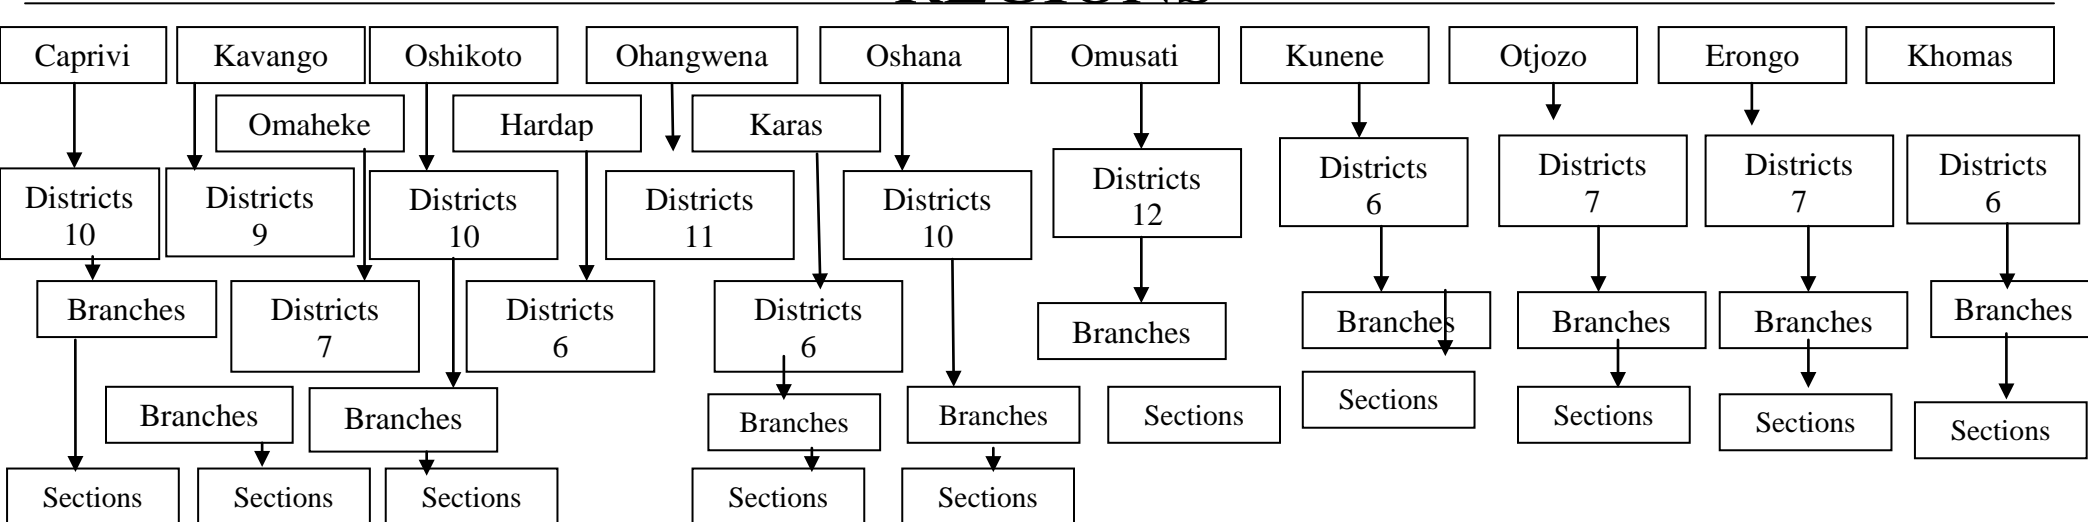 REGIONS
Caprivi
Kavango
Oshikoto
Ohangwena
Oshana
Omusati
Kunene
Otjozo
Erongo
Khomas
Omaheke
Hardap
Karas
Districts
10
Districts
9
Districts
10
Districts
11
Districts
10
Districts
12
Districts
6
Districts
7
Districts
7
Districts
6
Branches
Districts
7
Districts
6
Districts
6
Branches
Branches
Branches
Branches
Branches
Branches
Branches
Branches
Branches
Sections
Sections
Sections
Sections
Sections
Sections
Sections
Sections
Sections
Sections